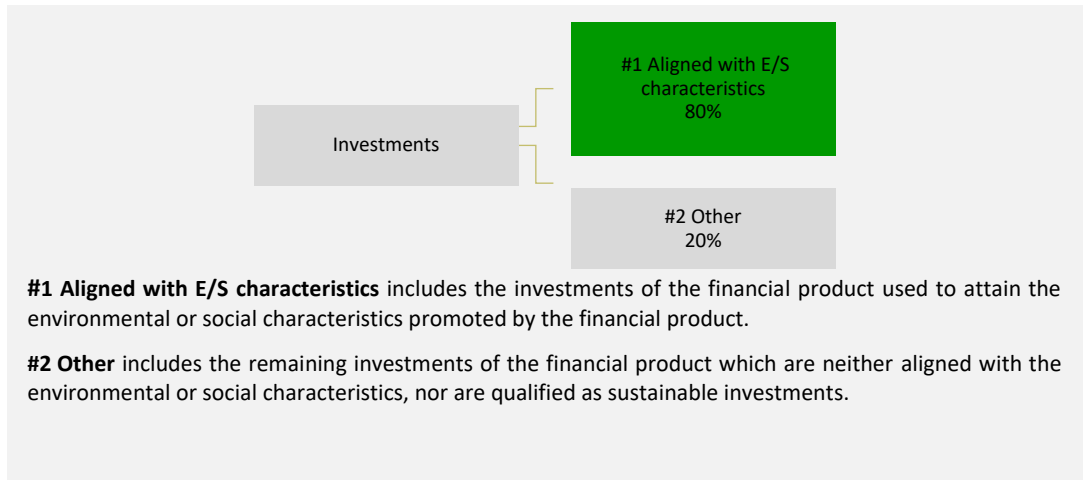 #1 Aligned with E/S
characteristics
80%
Investments
#2 Other
20%
#1 Aligned with E/S characteristics includes the investments of the financial product used to attain the
environmental or social characteristics promoted by the financial product.
#2 Other includes the remaining investments of the financial product which are neither aligned with the
environmental or social characteristics, nor are qualified as sustainable investments.